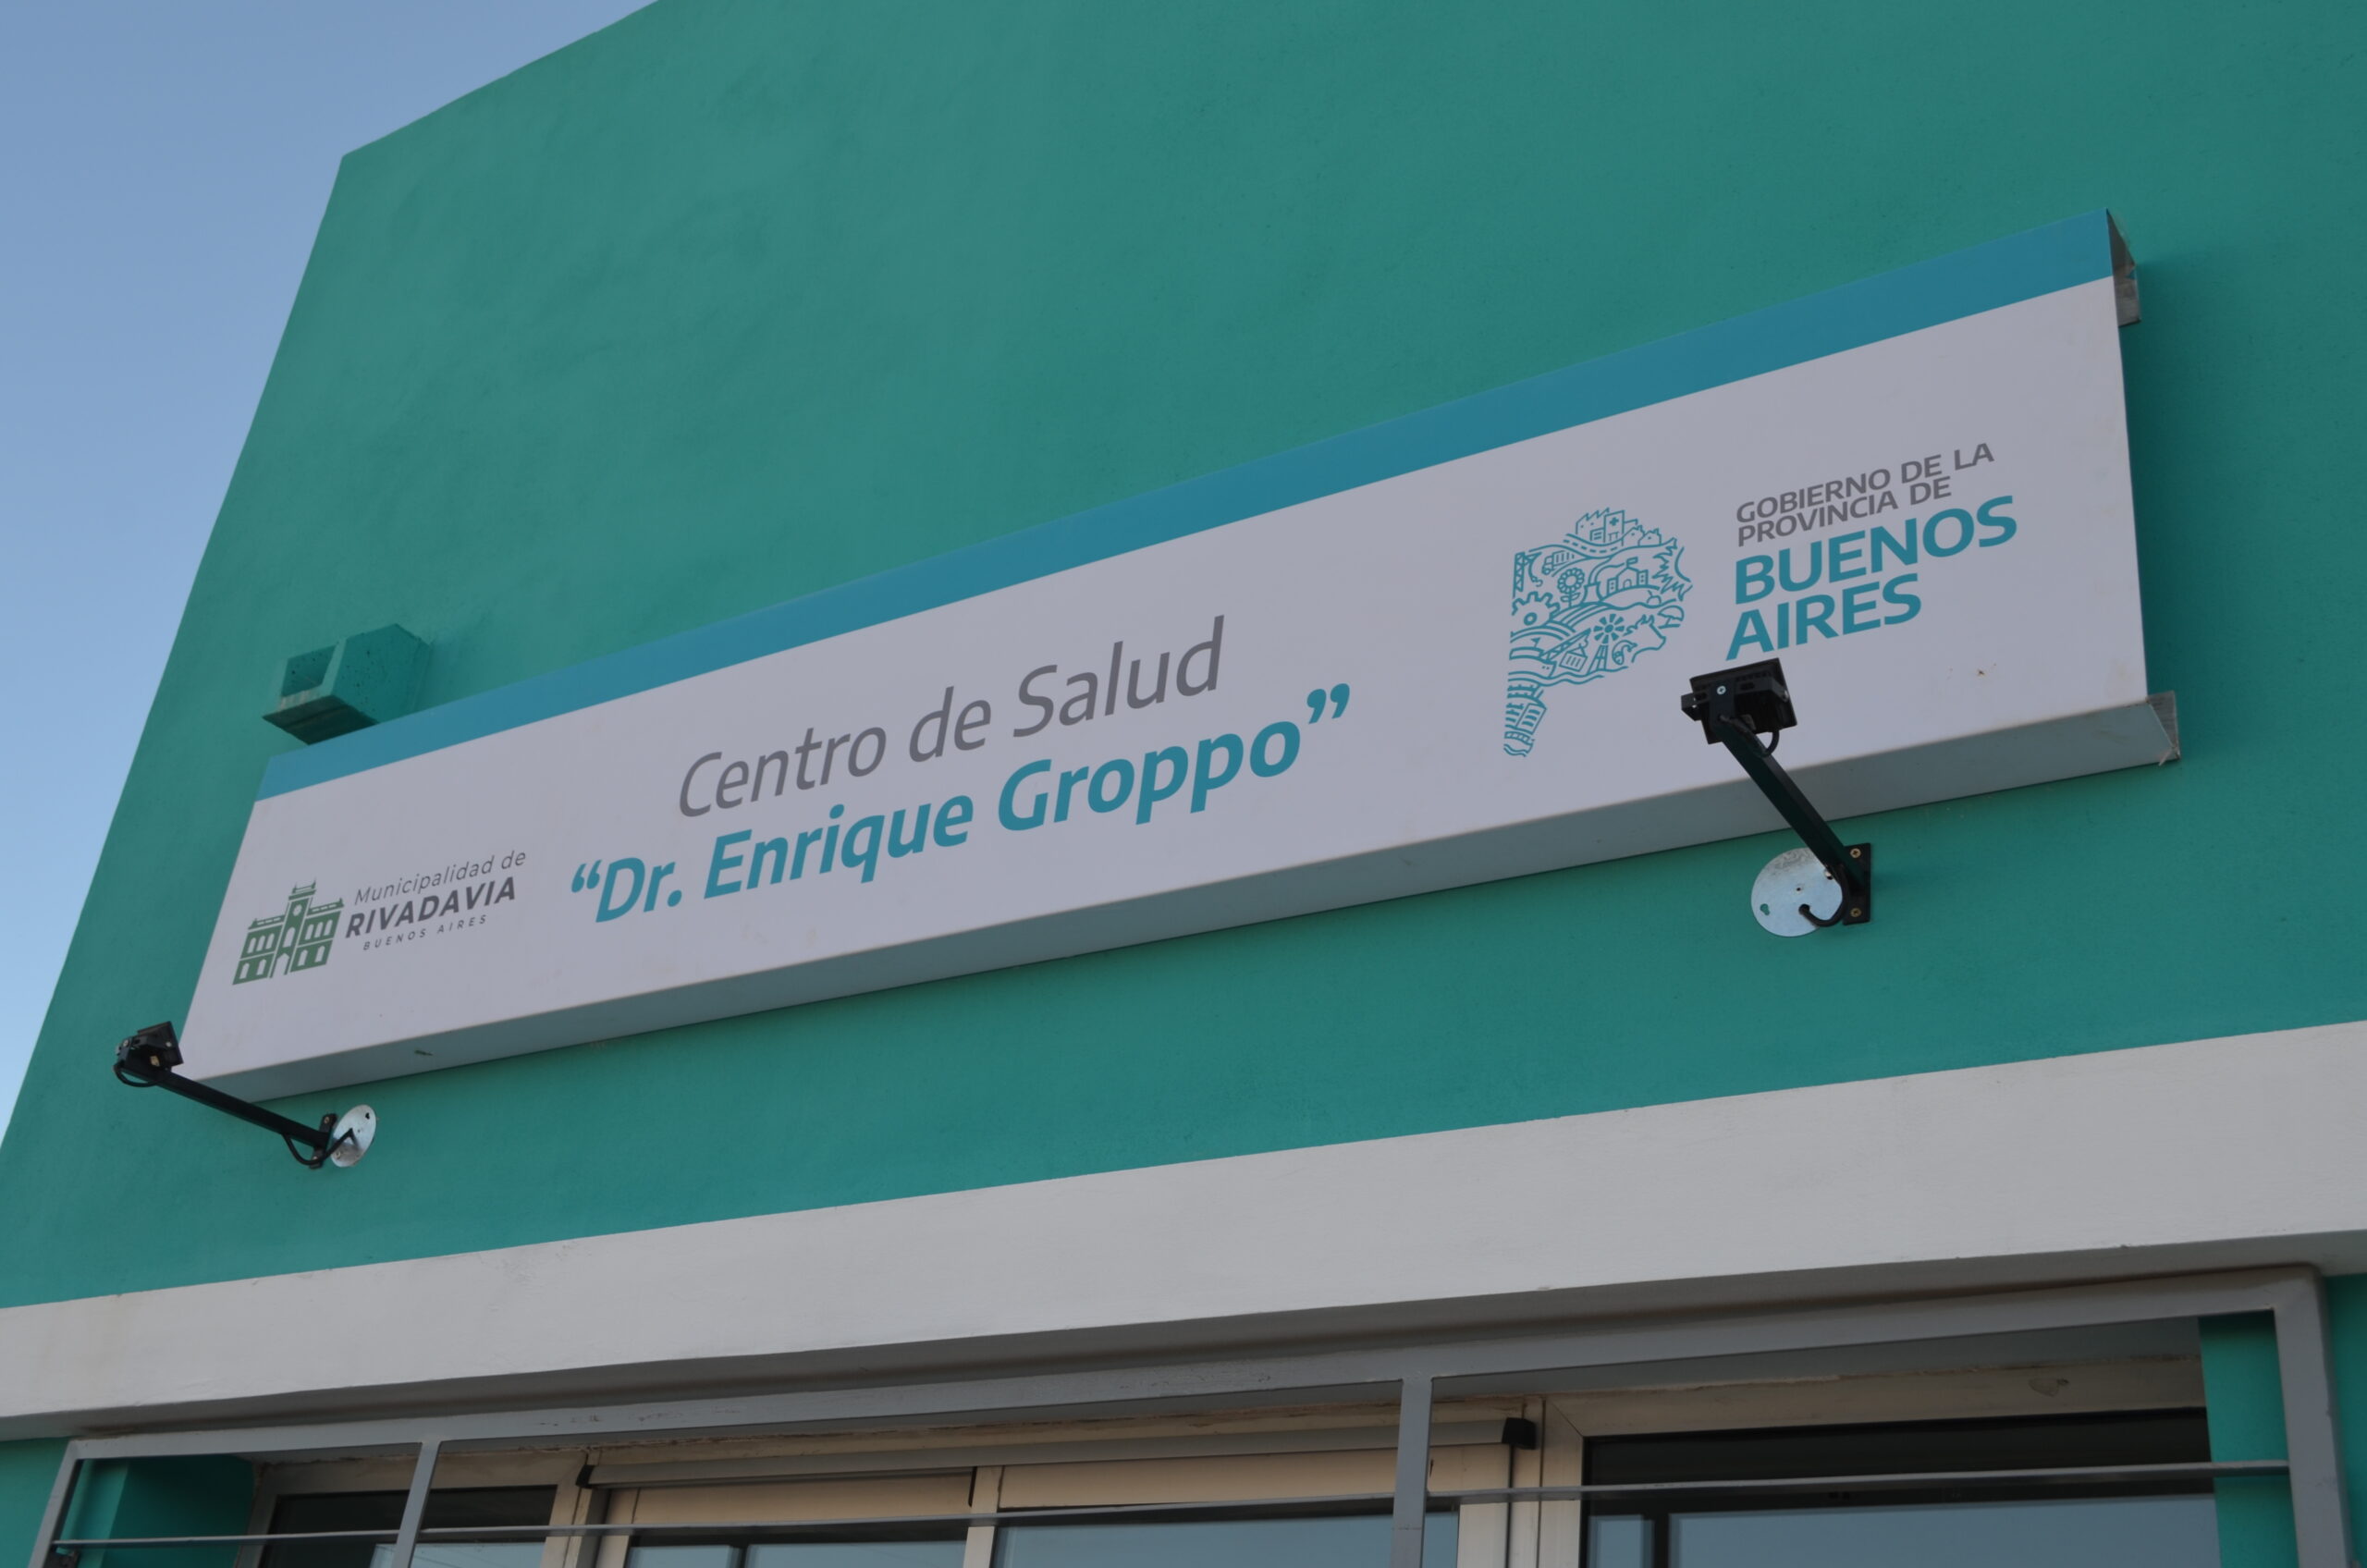 Municipalidad de
RIVADAVIA
BUENOS AIRES
Centro de Salud
“Dr. Enrique Groppo”
GOBIERNO DE LA
PROVINCIA DE
BUENOS
AIRES